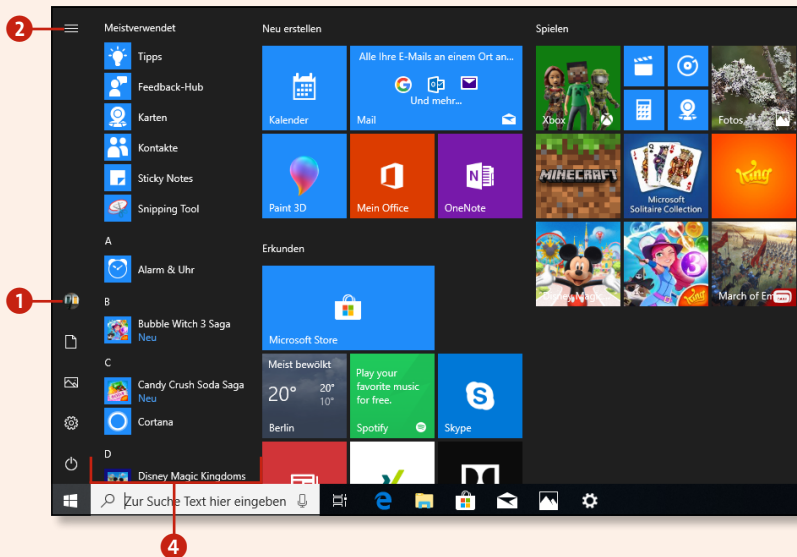 2
Meistverwendet
Tipps
Feedback-Hub
Karten
Kontakte
Sticky Notes
Snipping Tool
A
Alarm & Uhr
1
B
Bubble Witch 3 Saga
Neu
C
Candy Crush Soda Saga
Neu
Cortana
D
Disney Magic Kingdoms
Neu erstellen
Kalender
Alle Ihre E-Mails an einem Ort an...
Und mehr...
Mail
Paint 3D
Mein Office
N
OneNote
Erkunden
Microsoft Store
Meist bewölkt
20°
20°
10°
Berlin
Play your
favorite music
for free.
Spotify
Skype
Spielen
Xbox
Fotos
MINECRAFT
Microsoft
Solitaire Collection
King
Disney Magic...
3
King
March of Em
Zur Suche Text hier eingeben
4